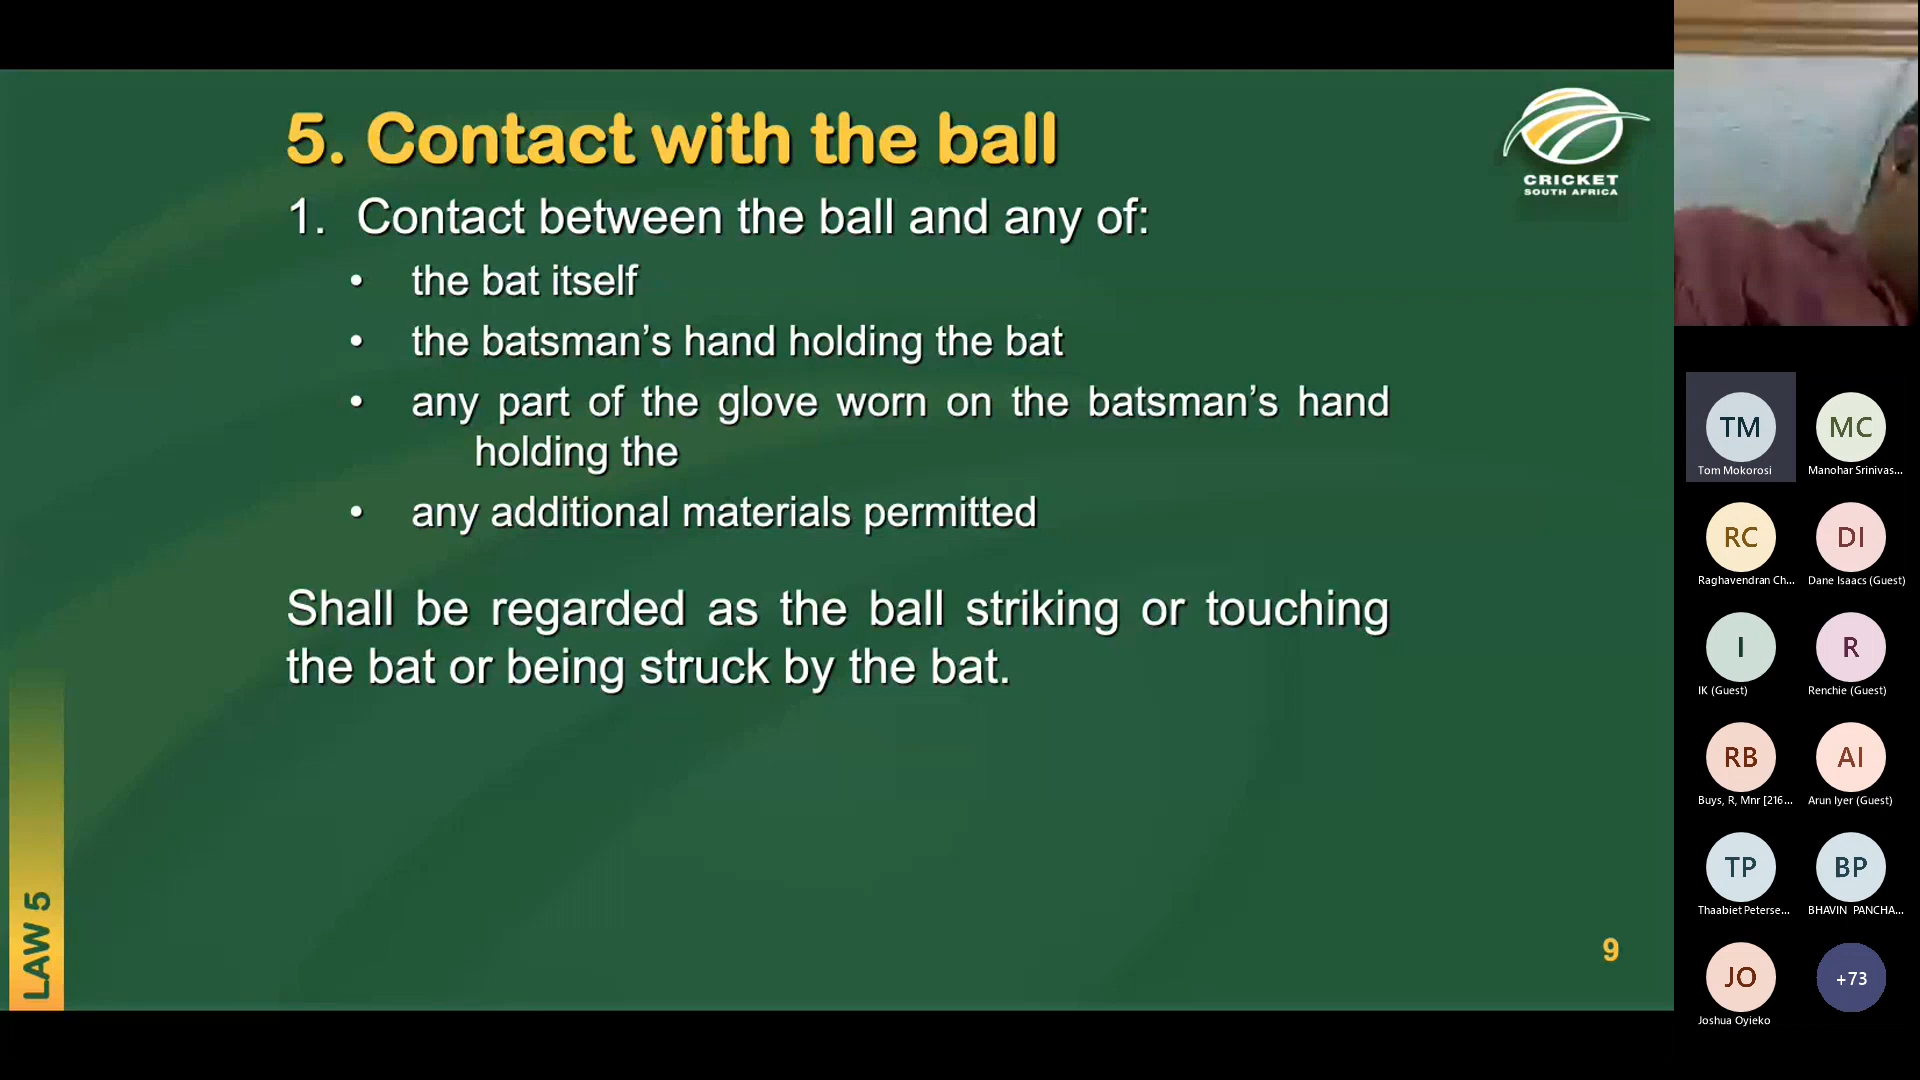 5. Contact with the ball
CRICKET
SOUTH AFRICA
1. Contact between the ball and any of:
• the bat itself
• the batsman’s hand holding the bat
• any part of the glove worn on the batsman’s hand
holding the
• any additional materials permitted
Shall be regarded as the ball striking or touching
the bat or being struck by the bat.
LAW 5
9
TM
Tom Mokorosi
MC
Manohar Srinivas...
RC
Raghavendran Ch...
DI
Dane Isaacs (Guest)
I
IK (Guest)
R
Renchie (Guest)
RB
Buys, R, Mnr [216...
AI
Arun Iyer (Guest)
TP
Thaabiet Peterse...
BP
BHAVIN PANCHA...
JO
Joshua Oyieko
+73